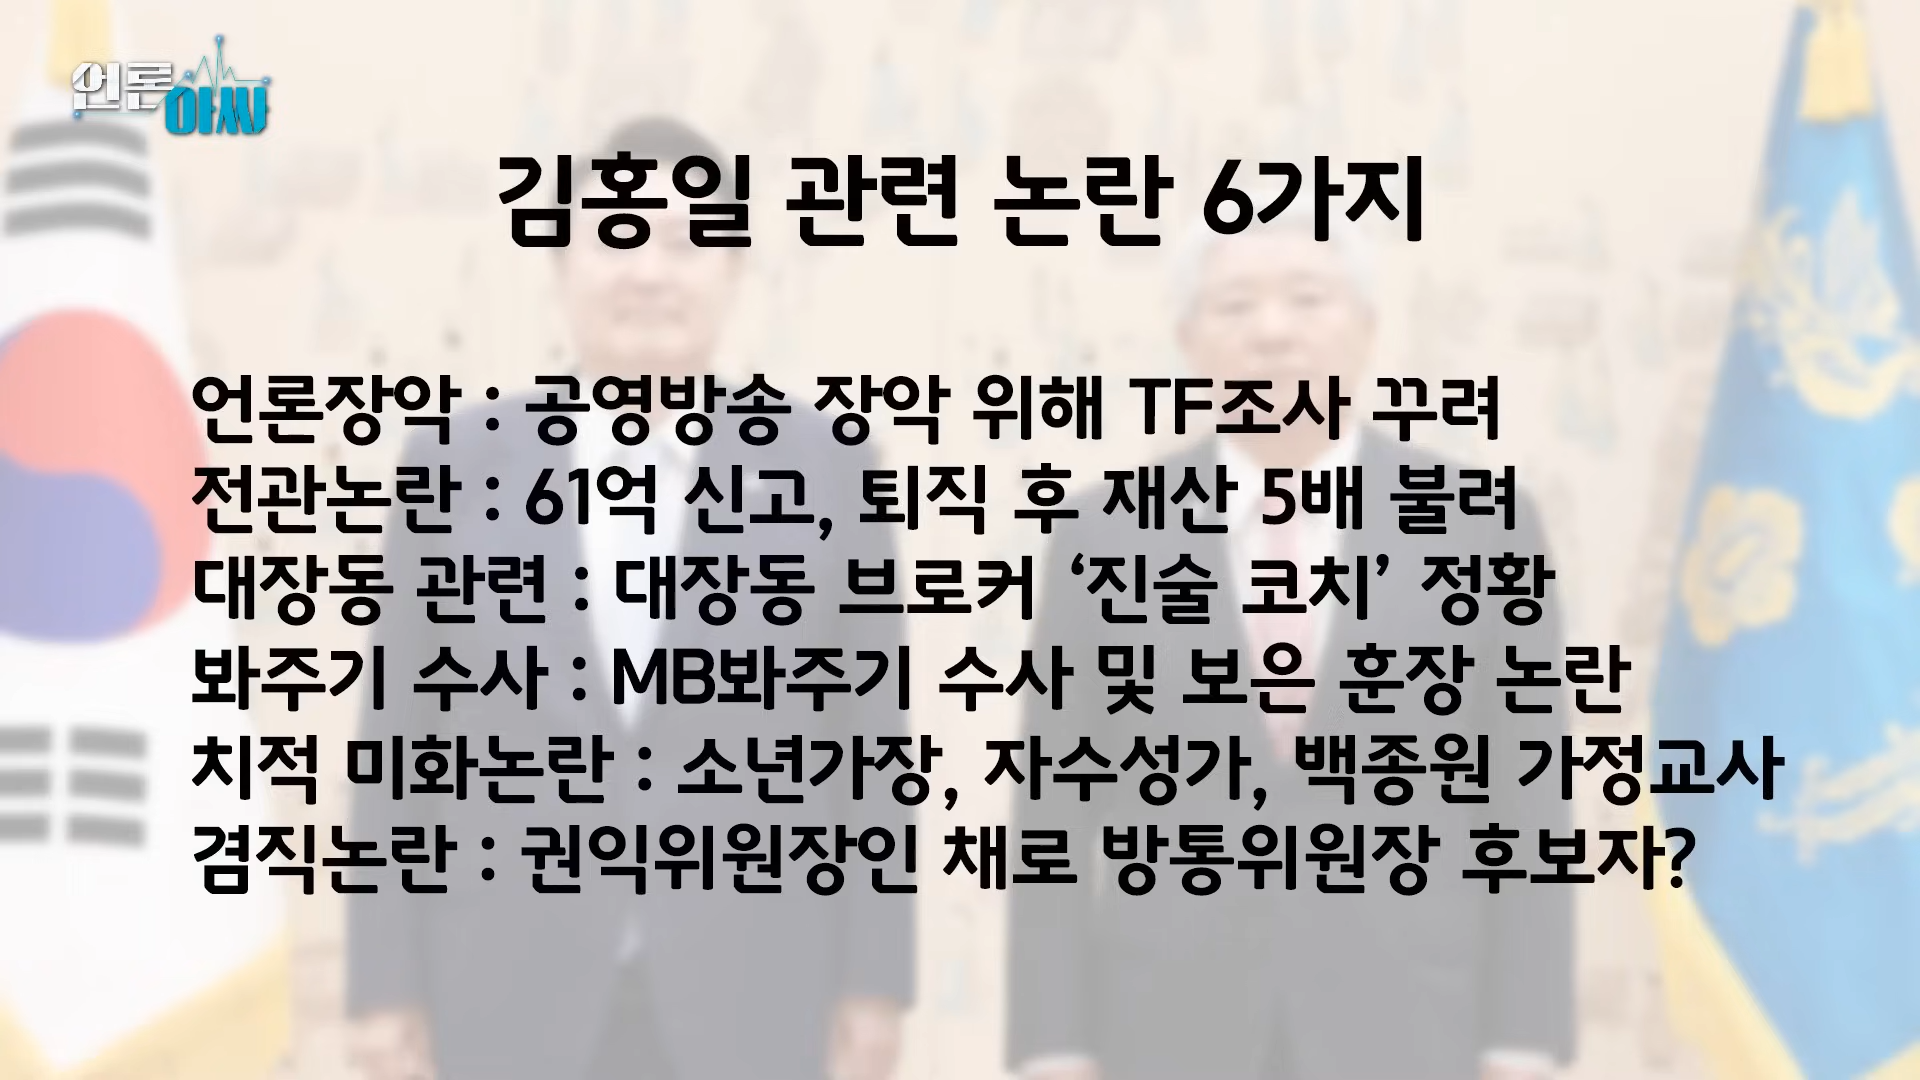 언론
아싸
김홍일 관련 논란 6가지
언론장악 : 공영방송 장악 위해 TF조사 꾸려
전관논란 : 61억 신고, 퇴직 후 재산 5배 불려
대장동 관련 : 대장동 브로커 ‘진술 코치’ 정황
봐주기 수사 : MB봐주기 수사 및 보은 훈장 논란
치적 미화논란 : 소년가장, 자수성가, 백종원 가정교사
겸직논란 : 권익위원장인 채로 방통위원장 후보자?